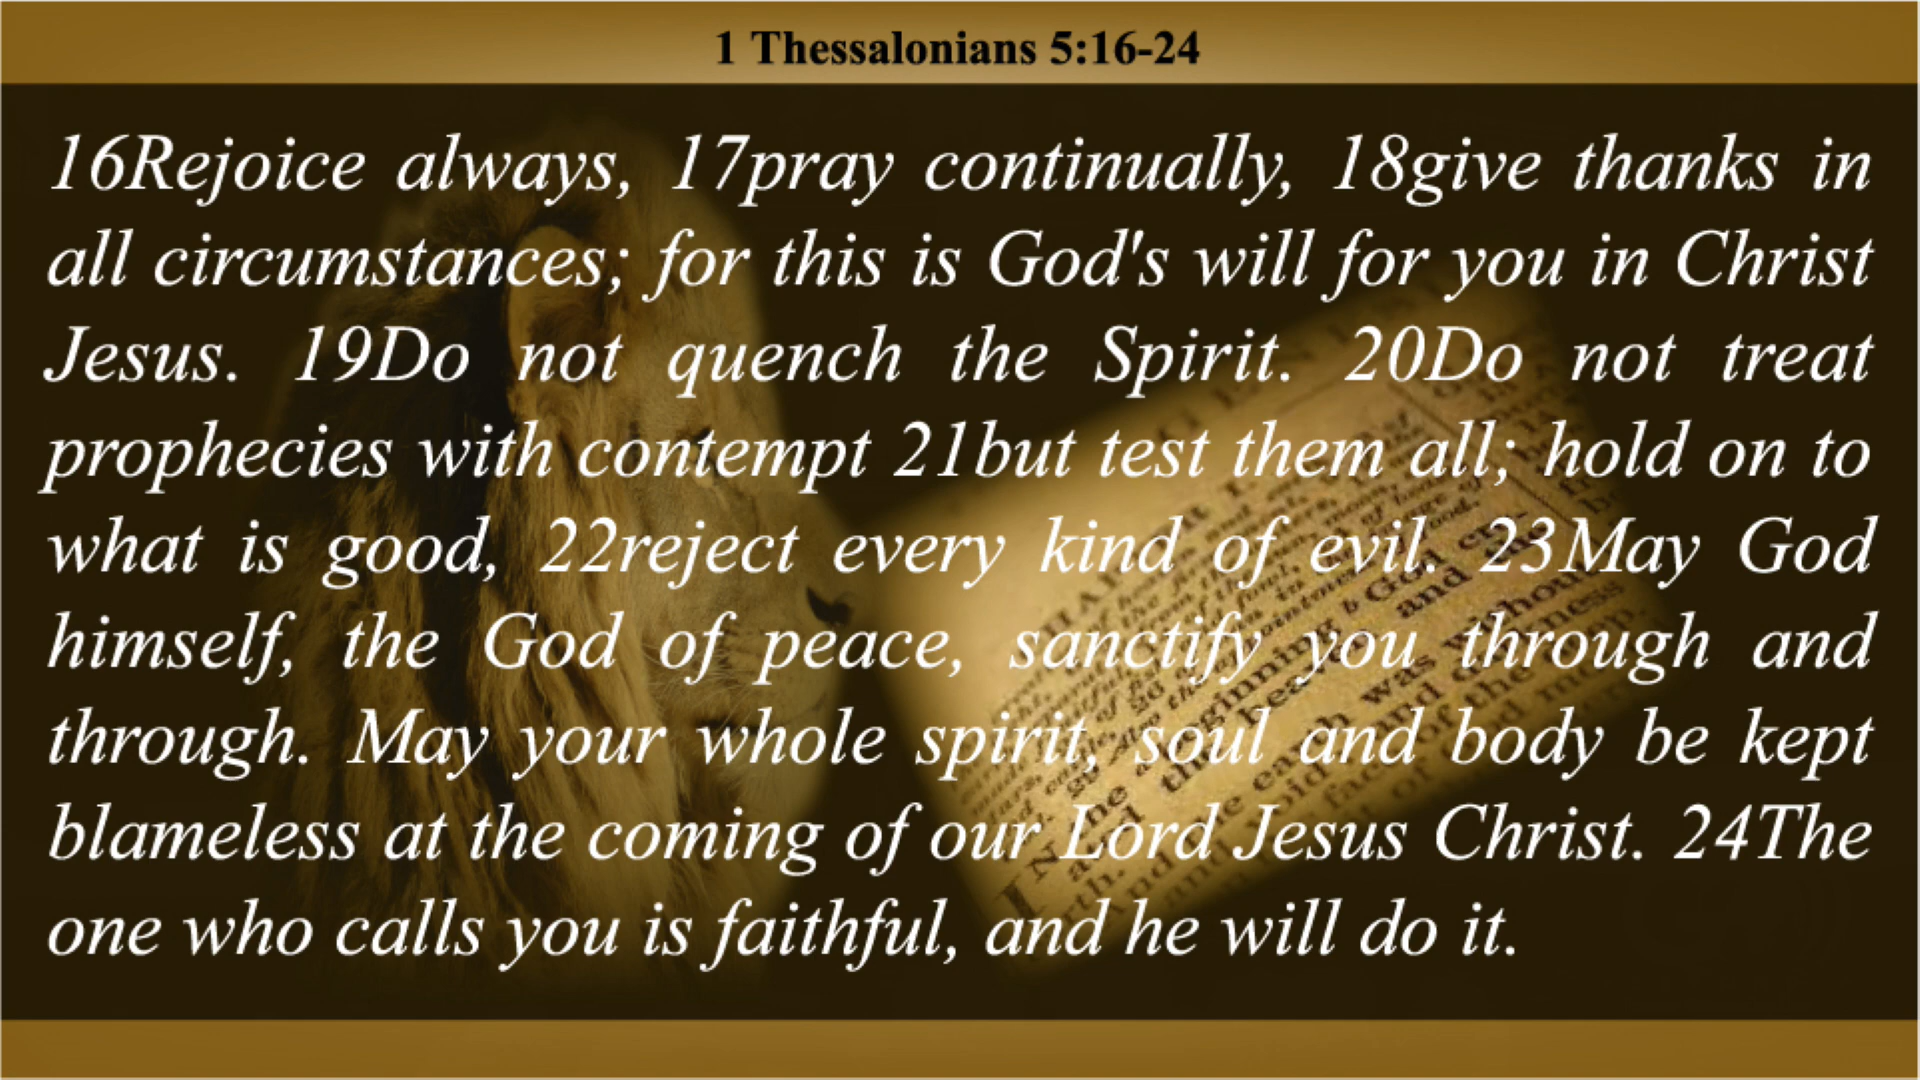 1 Thessalonians 5:16-24
16Rejoice always, 17pray continually, 18give thanks in
all circumstances; for this is God's will for you in Christ
Jesus. 19Do not quench the Spirit. 20Do not treat
prophecies with contempt 21but test them all; hold on to
what is good, 22reject every kind of evil. 23May God
himself, the God of peace, sanctify you through and
through. May your whole spirit, soul and body be kept
blameless at the coming of our Lord Jesus Christ. 24The
one who calls you is faithful, and he will do it.